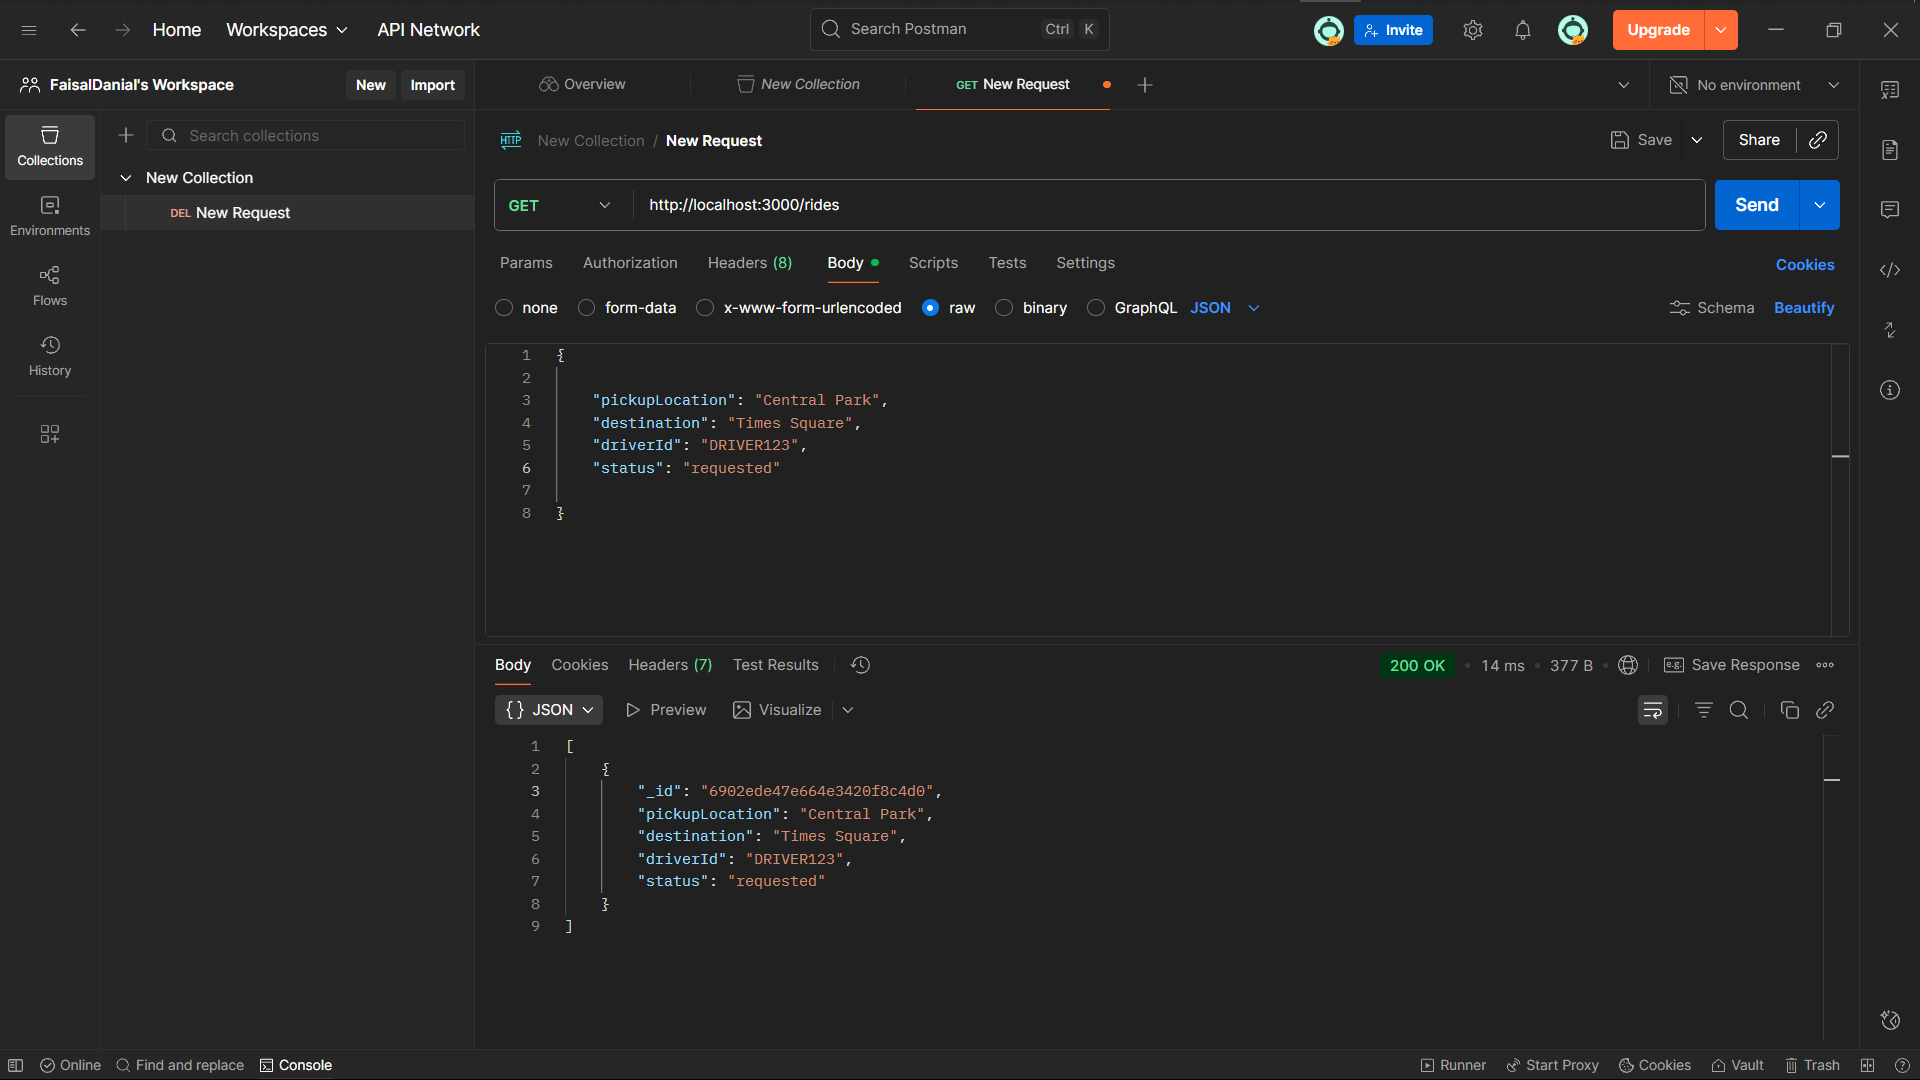 Home Workspaces API Network Search Postman Ctrl K Invite Upgrade
FaisalDanial's Workspace New Import Overview New Collection GET New Request No environment
Collections
Environments
Flows
History
Search collections
New Collection
DEL New Request
HTTP New Collection / New Request Save Share
GET http://localhost:3000/rides Send
Params Authorization Headers (8) Body Scripts Tests Settings Cookies
none form-data x-www-form-urlencoded raw binary GraphQL JSON Schema Beautify
1 {
2
3 "pickupLocation": "Central Park",
4 "destination": "Times Square",
5 "driverId": "DRIVER123",
6 "status": "requested"
7
8 }
Body Cookies Headers (7) Test Results 200 OK • 14 ms • 377 B • e.g. Save Response
{} JSON Preview Visualize
1 [
2 {
3 "_id": "6902ede47e664e3420f8c4d0",
4 "pickupLocation": "Central Park",
5 "destination": "Times Square",
6 "driverId": "DRIVER123",
7 "status": "requested"
8 }
9 ]
Online Find and replace Console Runner Start Proxy Cookies Vault Trash